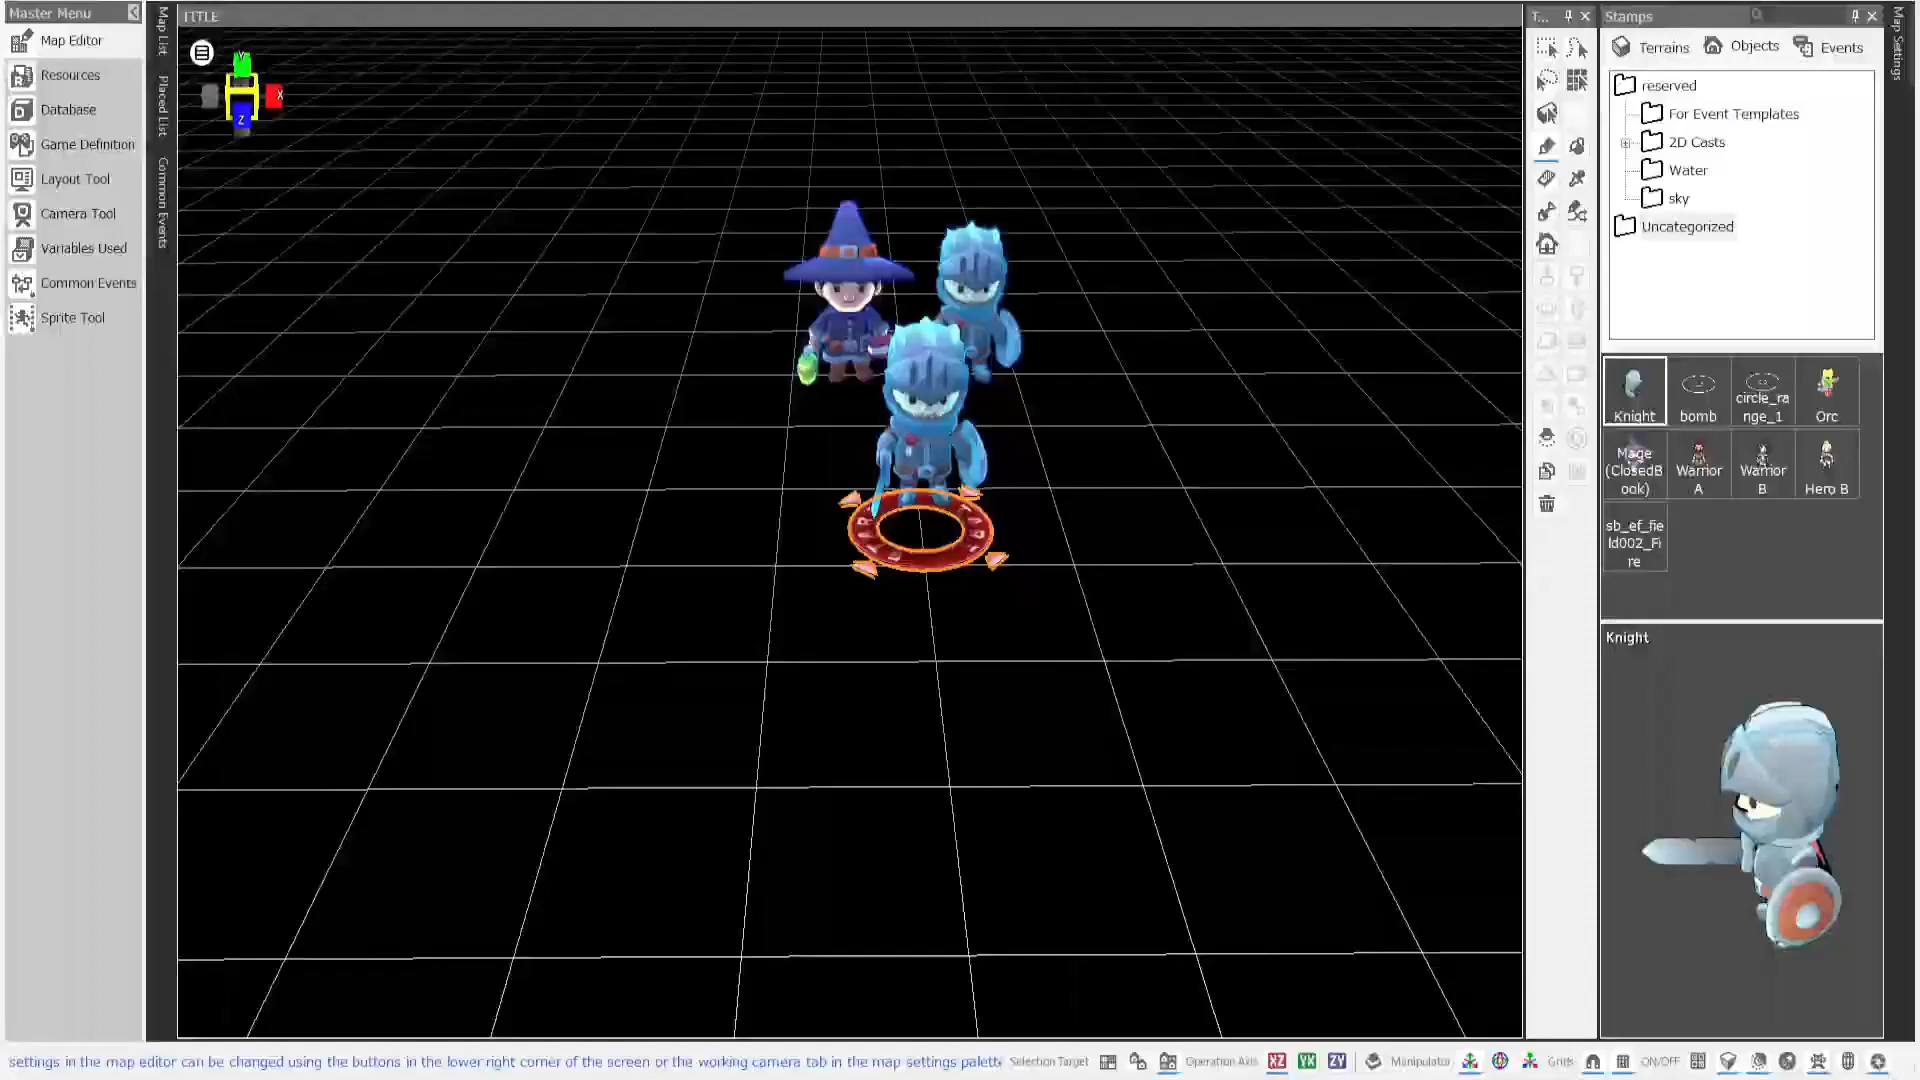 Master Menu
Map Editor
Resources
Database
Game Definition
Layout Tool
Camera Tool
Variables Used
Common Events
Sprite Tool
Map List
Placed List
Common Events
TITLE
Y
X
Z
T...
Stamps
Terrains
Objects
Events
reserved
For Event Templates
2D Casts
Water
sky
Uncategorized
Knight
bomb
circle_ra
nge_1
Orc
Mage
(ClosedB
ook)
Warrior
A
Warrior
B
Hero B
sb_ef_fie
ld002_Fi
re
Knight
Map Settings
settings in the map editor can be changed using the buttons in the lower right corner of the screen or the working camera tab in the map settings palett
Selection Target
Operation Axis
XZ
YX
ZY
Manipulator
Grids
ON/OFF